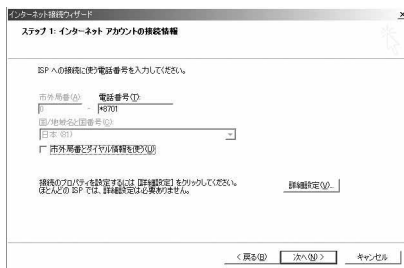 インターネット接続ウィザード
ステップ 1: インターネット アカウントの接続情報
ISP への接続に使う電話番号を入力してください。
市外局番(A): 電話番号(T):
0 - *8701
国/地域名と国番号(C):
日本 (81)
市外局番とダイヤル情報を使う(U)
接続のプロパティを設定するには [詳細設定] をクリックしてください。
ほとんどの ISP では、詳細設定は必要ありません。
詳細設定(V)...
< 戻る(B) 次へ(N) > キャンセル